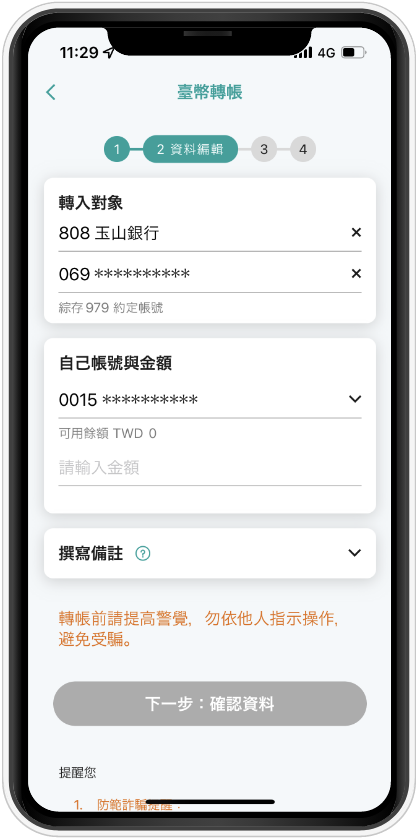 11:29
4G
臺幣轉帳
1
2 資料編輯
3
4
轉入對象
808 玉山銀行
069 **********
綜存 979 約定帳號
自己帳號與金額
0015 **********
可用餘額 TWD 0
請輸入金額
撰寫備註 ?
轉帳前請提高警覺，勿依他人指示操作，
避免受騙。
下一步：確認資料
提醒您
1. 防範詐騙提醒：